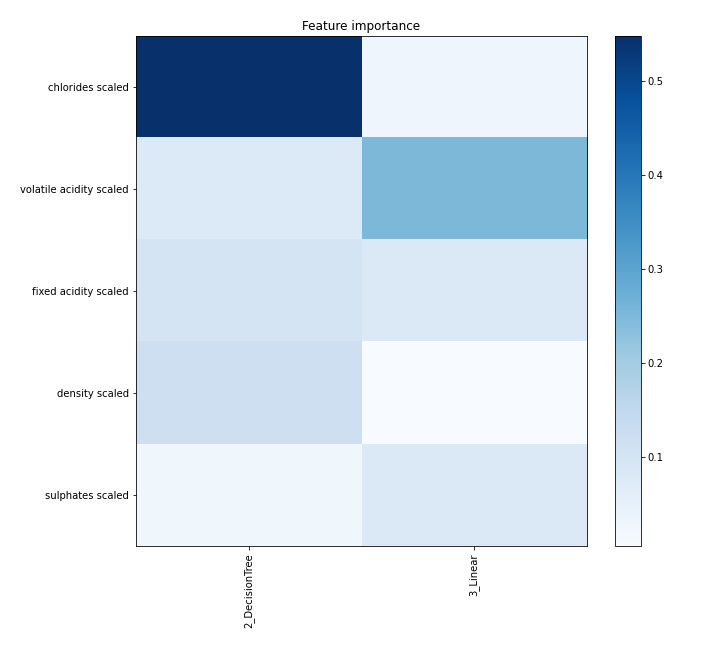 Feature importance
chlorides scaled
volatile acidity scaled
fixed acidity scaled
density scaled
sulphates scaled
2_DecisionTree
3_Linear
0.5
0.4
0.3
0.2
0.1